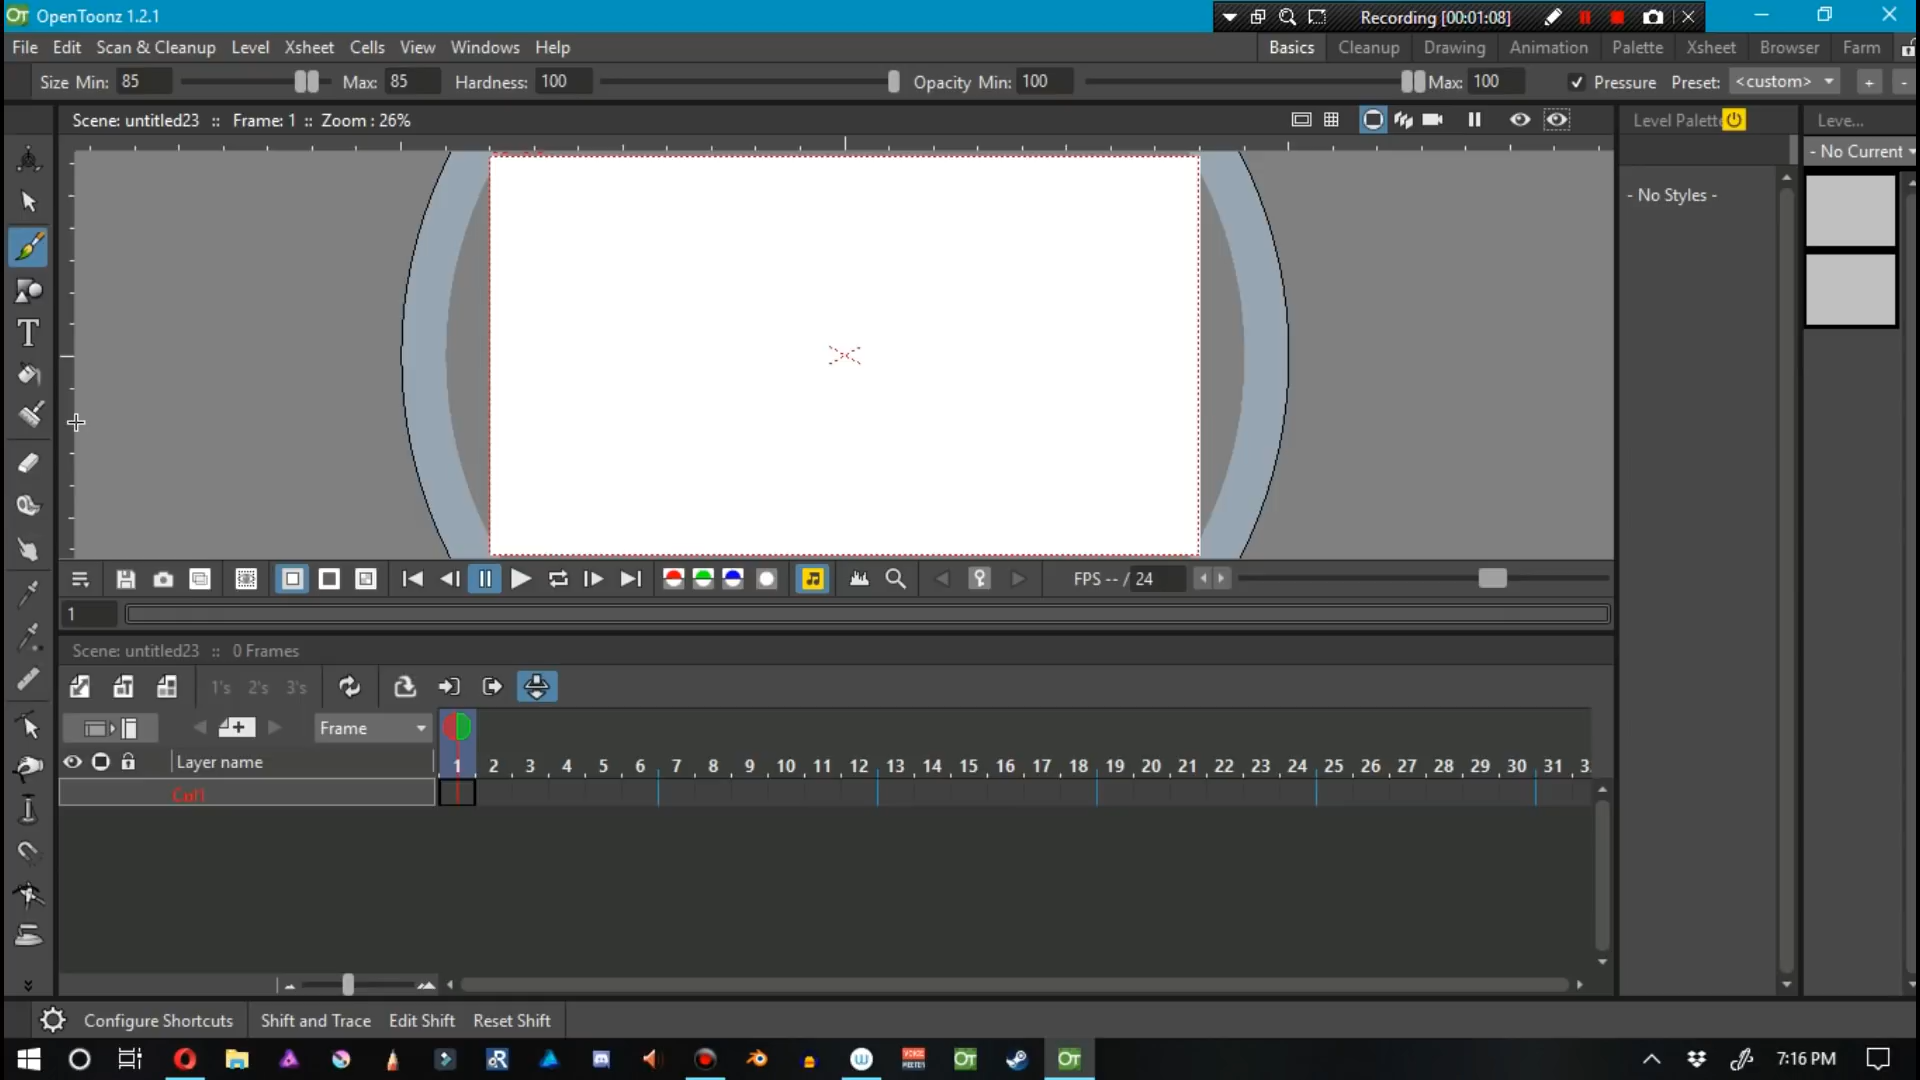 OpenToonz 1.2.1
Recording [00:01:08]
File Edit Scan & Cleanup Level Xsheet Cells View Windows Help
Basics Cleanup Drawing Animation Palette Xsheet Browser Farm
Size Min: 85 Max: 85 Hardness: 100 Opacity Min: 100 Max: 100 Pressure Preset: <custom> + -
Scene: untitled23 :: Frame: 1 :: Zoom : 26%
Level Palette
Leve...
- No Current
- No Styles -
FPS -- / 24
1
Scene: untitled23 :: 0 Frames
1's 2's 3's
Frame
Layer name
1 2 3 4 5 6 7 8 9 10 11 12 13 14 15 16 17 18 19 20 21 22 23 24 25 26 27 28 29 30 31 3
Col1
Configure Shortcuts Shift and Trace Edit Shift Reset Shift
7:16 PM